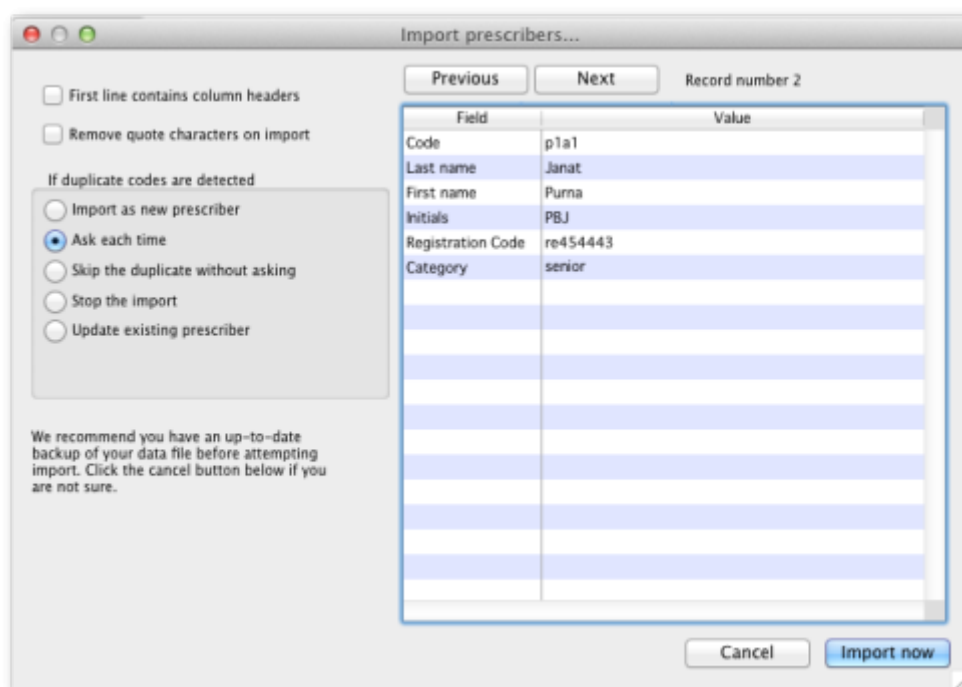 Import prescribers...
First line contains column headers
Remove quote characters on import
If duplicate codes are detected
Import as new prescriber
Ask each time
Skip the duplicate without asking
Stop the import
Update existing prescriber
We recommend you have an up-to-date
backup of your data file before attempting
import. Click the cancel button below if you
are not sure.
Previous Next Record number 2
Field Value
Code p1a1
Last name Janat
First name Purna
Initials PBJ
Registration Code re454443
Category senior
Cancel Import now